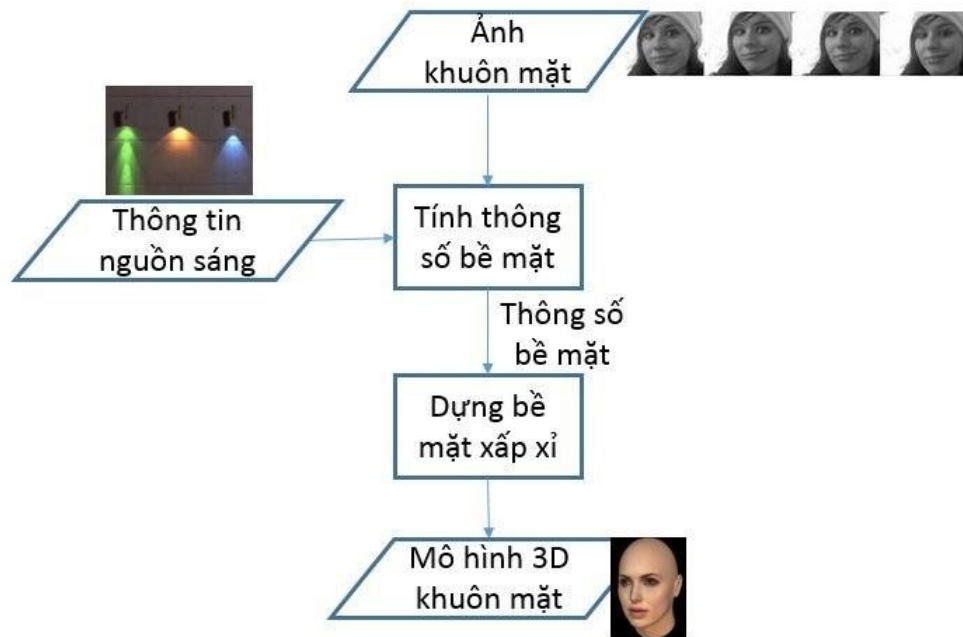 Ảnh
khuôn mặt
Thông tin
nguồn sáng
Tính thông
số bề mặt
Thông số
bề mặt
Dựng bề
mặt xấp xỉ
Mô hình 3D
khuôn mặt